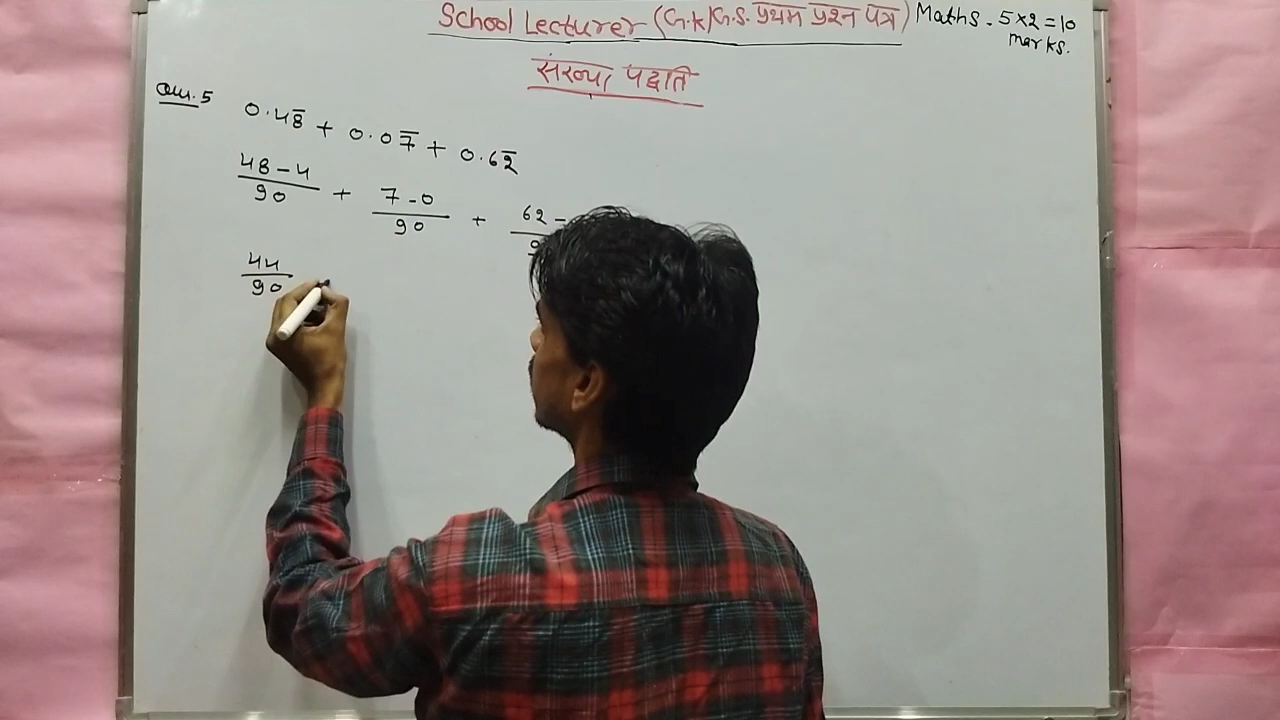 School Lecturer (G.K/G.S. प्रथम प्रश्न पत्र) Maths. 5×2=10
marks.
संख्या पद्धति
Que. 5 0.48̅ + 0.07̅ + 0.62̅
48-4/90 + 7-0/90 + 62-
44/90